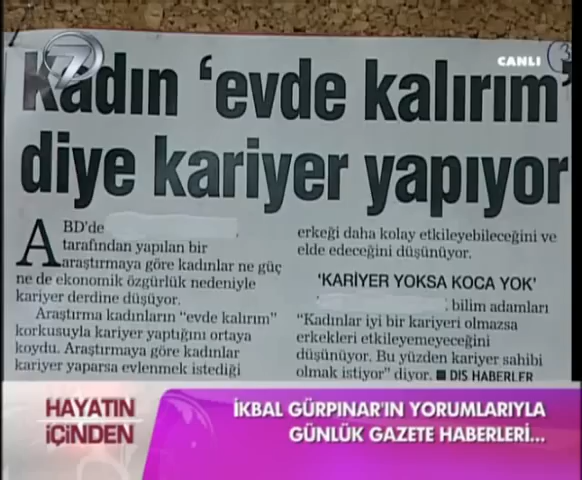 7
CANLI
3
Kadın ‘evde kalırım’
diye kariyer yapıyor
ABD'de
tarafından yapılan bir
araştırmaya göre kadınlar ne güç
ne de ekonomik özgürlük nedeniyle
kariyer derdine düşüyor.
Araştırma kadınların “evde kalırım”
korkusuyla kariyer yaptığını ortaya
koydu. Araştırmaya göre kadınlar
kariyer yaparsa evlenmek istediği
erkeği daha kolay etkileyebileceğini ve
elde edeceğini düşünüyor.
‘KARİYER YOKSA KOCA YOK’
bilim adamları
“Kadınlar iyi bir kariyeri olmazsa
erkekleri etkileyemeyeceğini
düşünüyor. Bu yüzden kariyer sahibi
olmak istiyor” diyor. ■ DIŞ HABERLER
HAYATIN
İÇİNDEN
İKBAL GÜRPINAR'IN YORUMLARIYLA
GÜNLÜK GAZETE HABERLERİ...